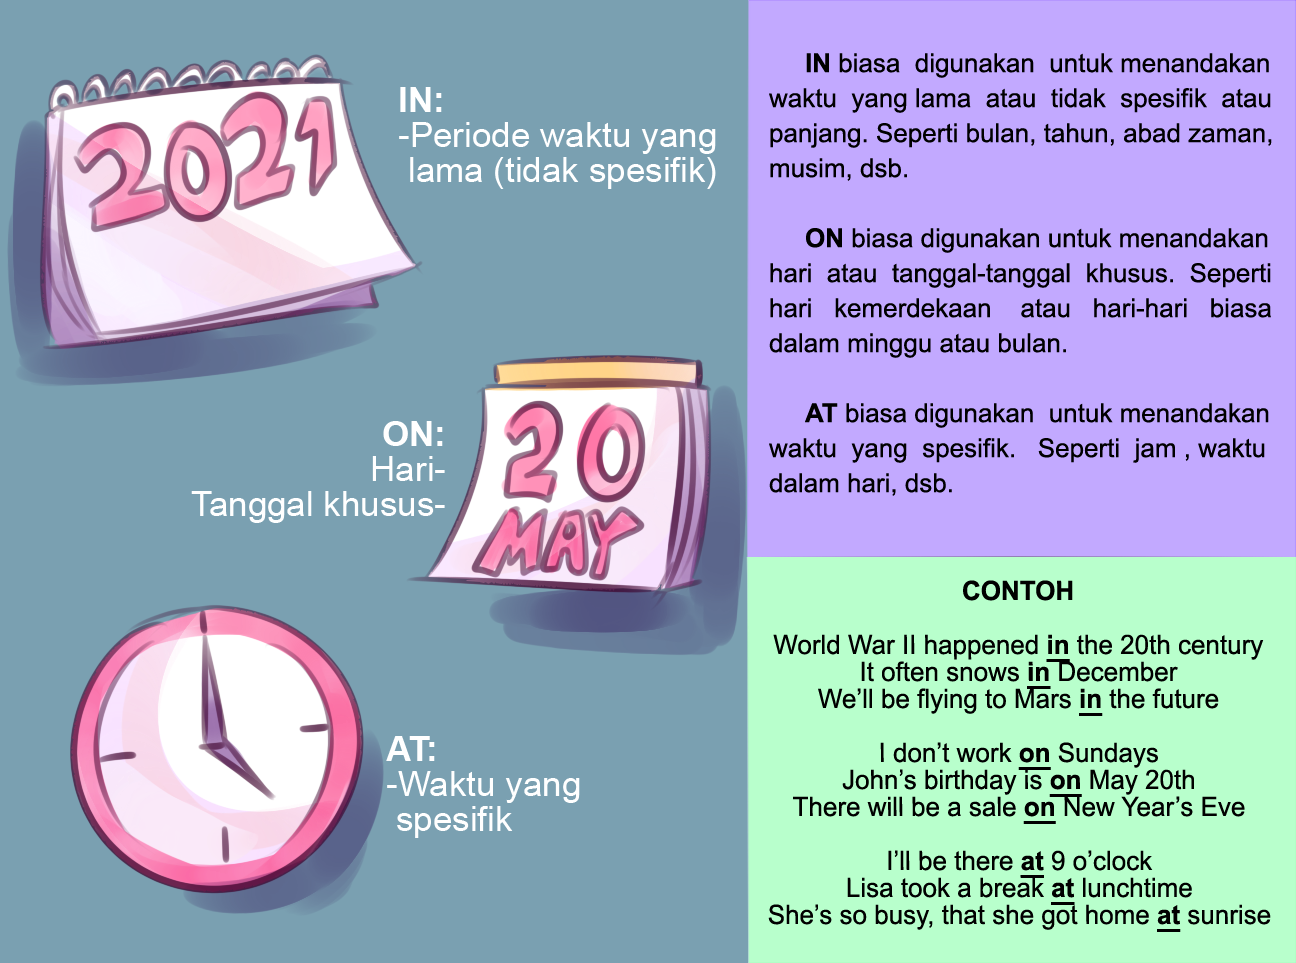 2021
IN:
-Periode waktu yang
lama (tidak spesifik)
20
MAY
ON:
Hari-
Tanggal khusus-
AT:
-Waktu yang
spesifik
IN biasa digunakan untuk menandakan
waktu yang lama atau tidak spesifik atau
panjang. Seperti bulan, tahun, abad zaman,
musim, dsb.
ON biasa digunakan untuk menandakan
hari atau tanggal-tanggal khusus. Seperti
hari kemerdekaan atau hari-hari biasa
dalam minggu atau bulan.
AT biasa digunakan untuk menandakan
waktu yang spesifik. Seperti jam , waktu
dalam hari, dsb.
CONTOH
World War II happened in the 20th century
It often snows in December
We’ll be flying to Mars in the future
I don’t work on Sundays
John’s birthday is on May 20th
There will be a sale on New Year’s Eve
I’ll be there at 9 o’clock
Lisa took a break at lunchtime
She’s so busy, that she got home at sunrise